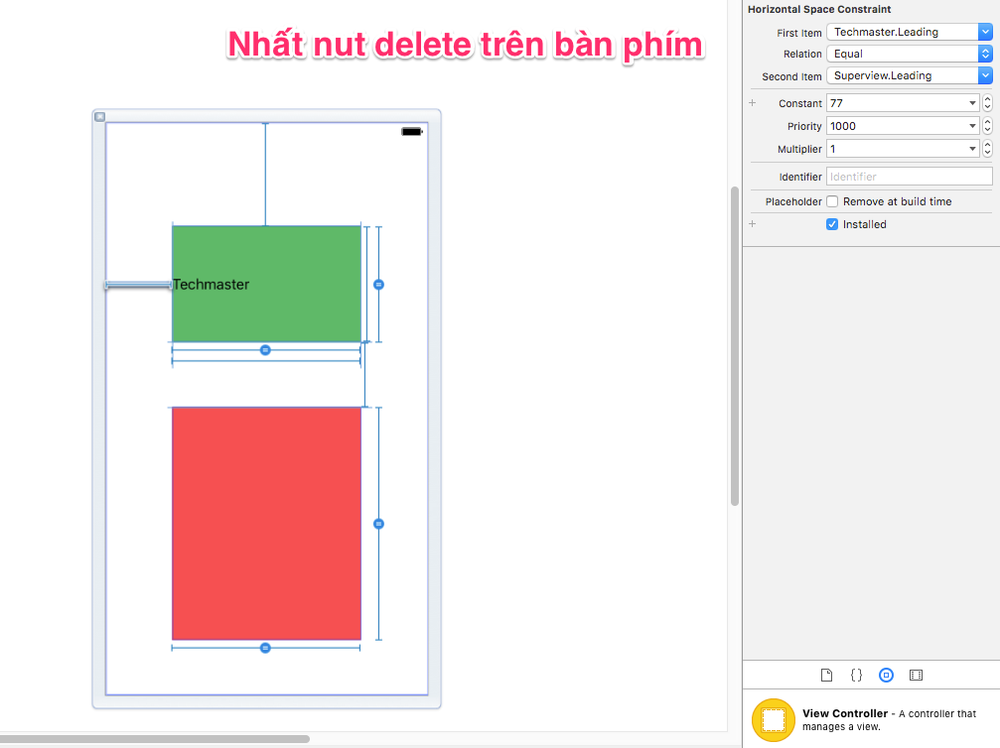 Nhất nut delete trên bàn phím
Techmaster
Horizontal Space Constraint
First Item Techmaster.Leading
Relation Equal
Second Item Superview.Leading
+ Constant 77
Priority 1000
Multiplier 1
Identifier Identifier
Placeholder Remove at build time
+ Installed
{ }
View Controller - A controller that
manages a view.